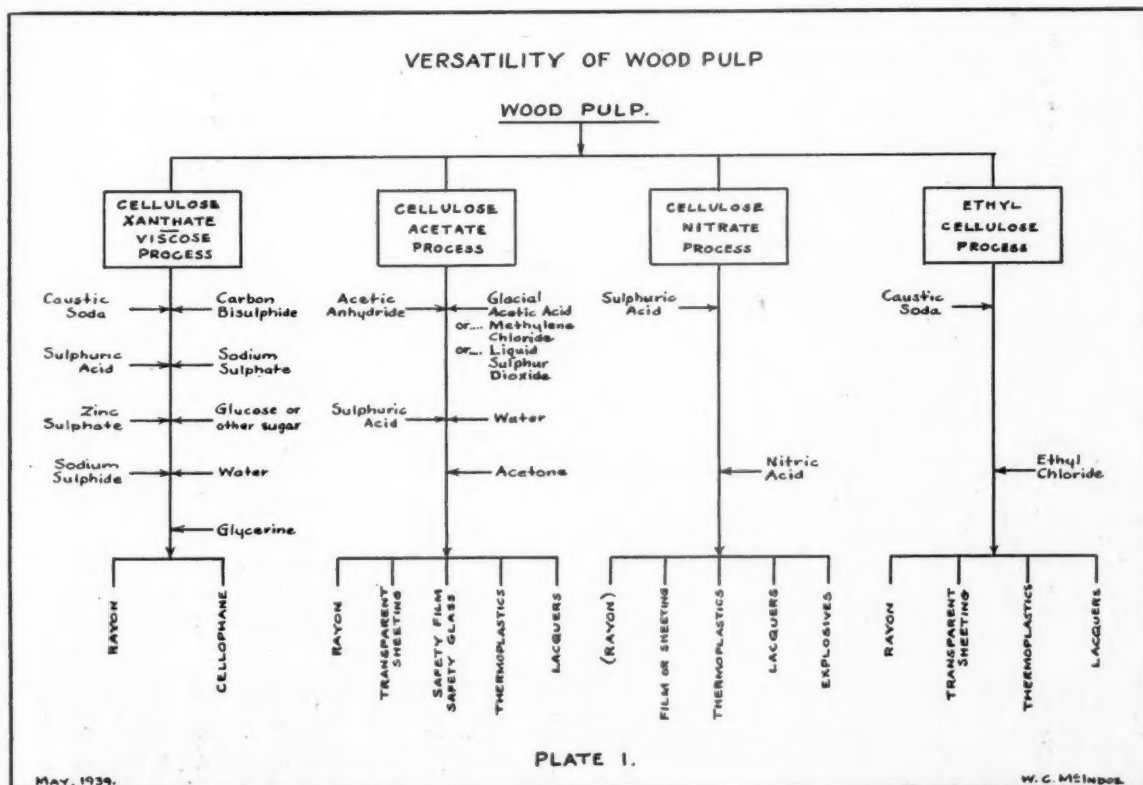 VERSATILITY OF WOOD PULP
WOOD PULP.
CELLULOSE
XANTHATE
VISCOSE
PROCESS
Caustic
Soda
Carbon
Bisulphide
Sulphuric
Acid
Sodium
Sulphate
Zinc
Sulphate
Glucose or
other sugar
Sodium
Sulphide
Water
Glycerine
RAYON
CELLOPHANE
CELLULOSE
ACETATE
PROCESS
Acetic
Anhydride
Glacial
Acetic Acid
or.... Methylene
Chloride
or.... Liquid
Sulphur
Dioxide
Sulphuric
Acid
Water
Acetone
RAYON
TRANSPARENT
SHEETING
SAFETY FILM
SAFETY GLASS
THERMOPLASTICS
LACQUERS
CELLULOSE
NITRATE
PROCESS
Sulphuric
Acid
Nitric
Acid
(RAYON)
FILM OR SHEETING
THERMOPLASTICS
LACQUERS
EXPLOSIVES
ETHYL
CELLULOSE
PROCESS
Caustic
Soda
Ethyl
Chloride
RAYON
TRANSPARENT
SHEETING
THERMOPLASTICS
LACQUERS
PLATE 1.
MAY. 1939.
W. C. McINDOE